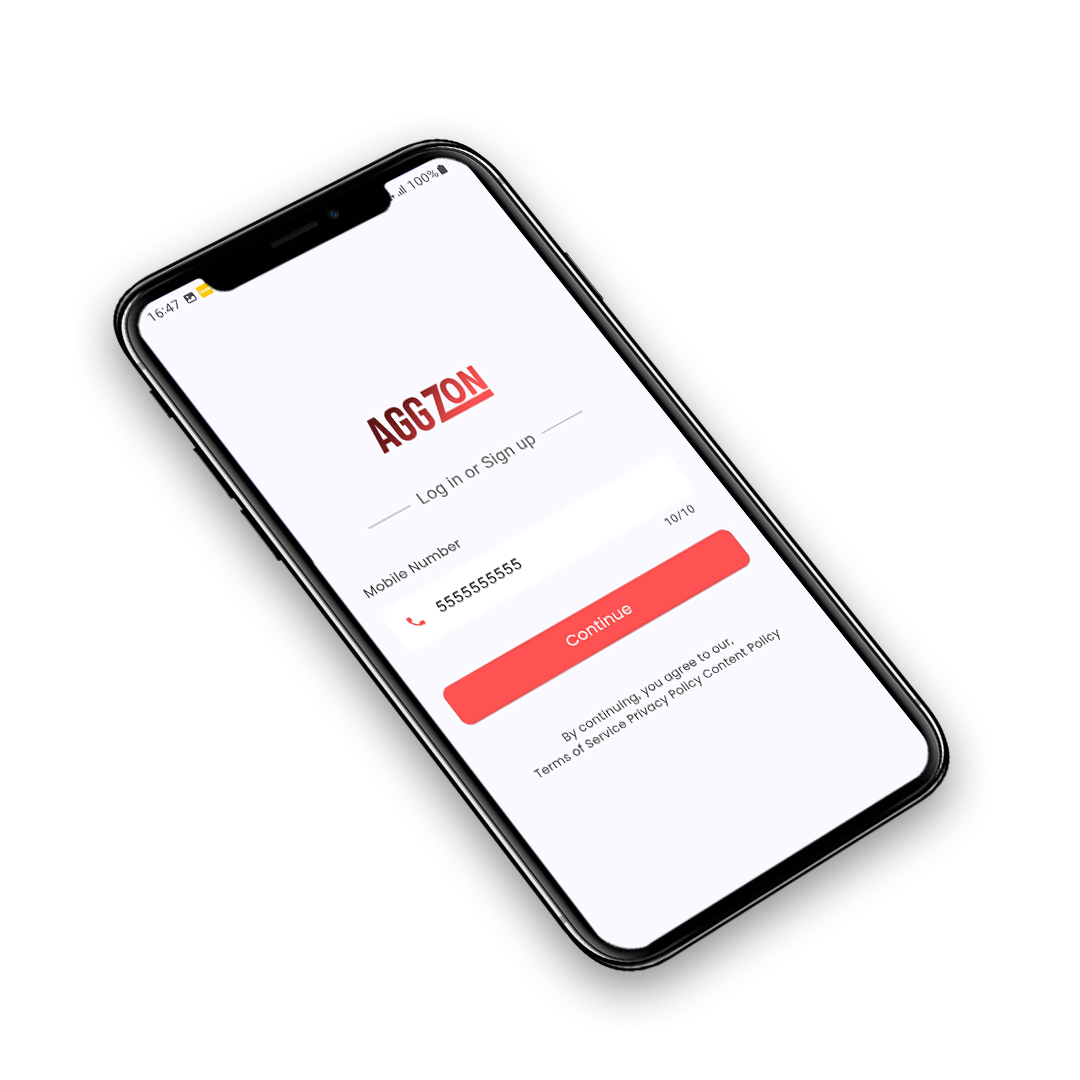 16:47 100%
AGGZON
Log in or Sign up
Mobile Number
5555555555
10/10
Continue
By continuing, you agree to our,
Terms of Service Privacy Policy Content Policy